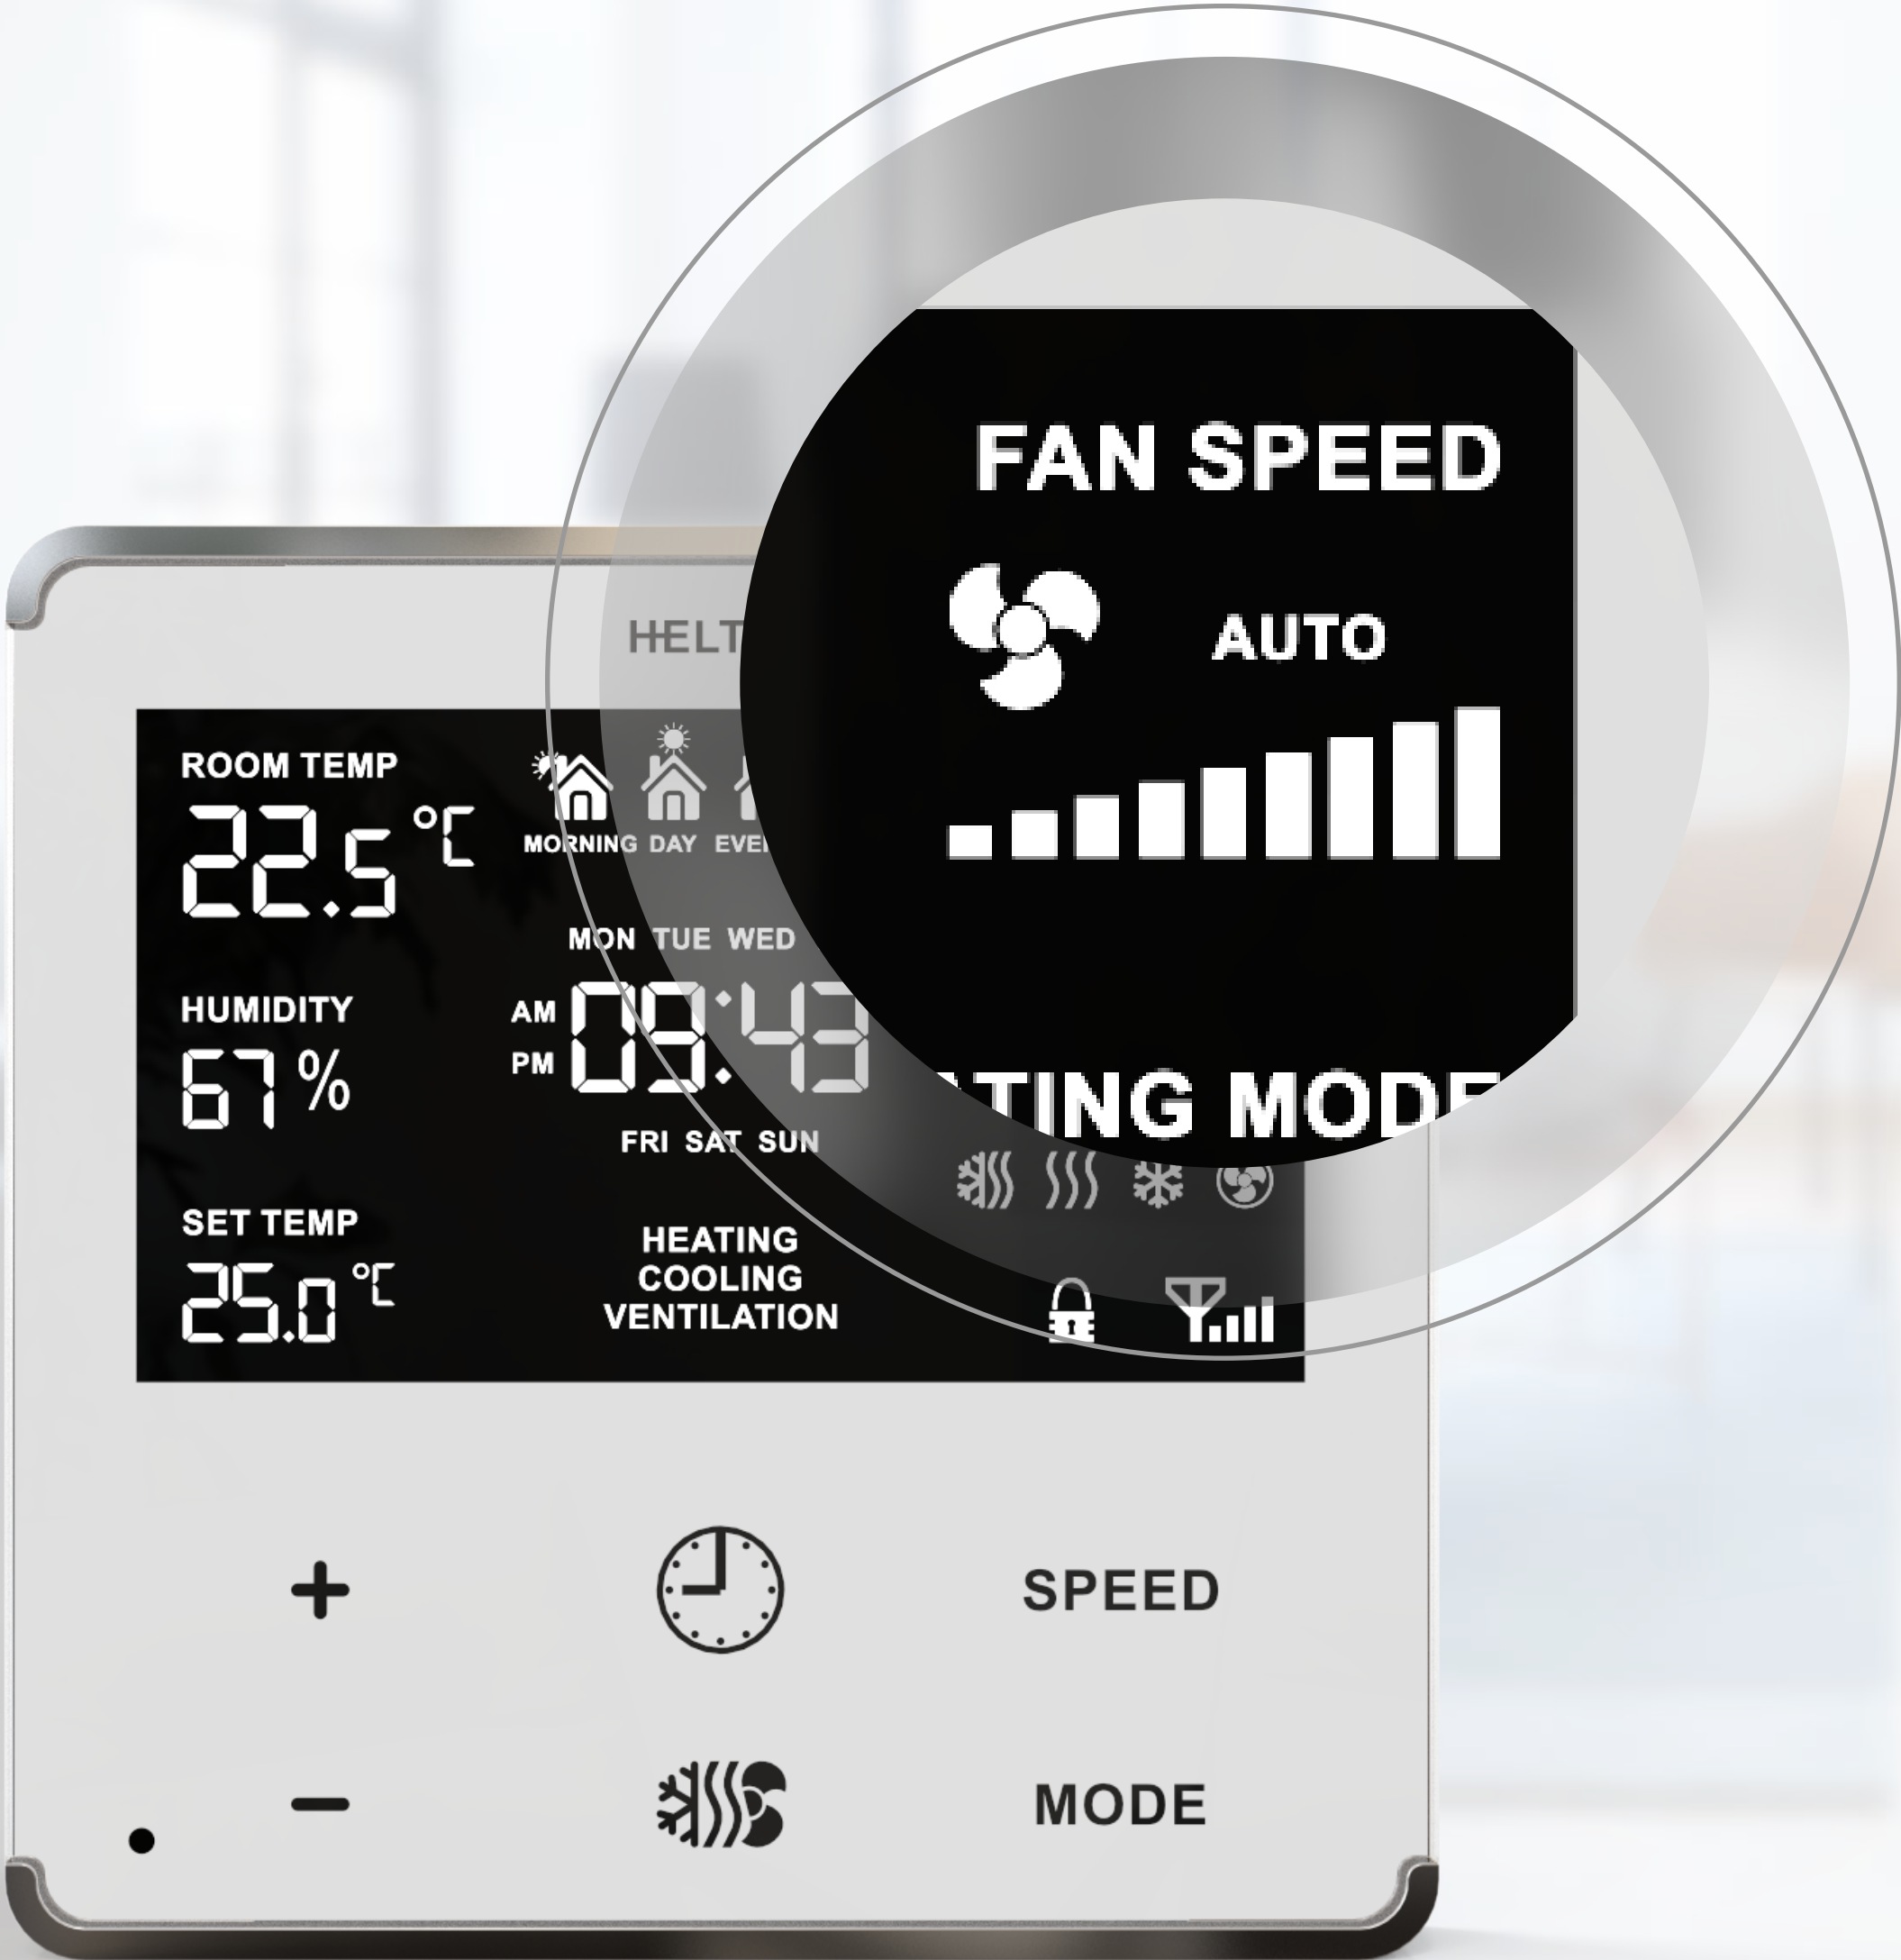 FAN SPEED
AUTO
TING MODE
HELT
ROOM TEMP
22.5 °C
MORNING DAY
MON TUE WED
HUMIDITY
67 %
AM
PM
09:43
FRI SAT SUN
SET TEMP
25.0 °C
HEATING
COOLING
VENTILATION
SPEED
MODE